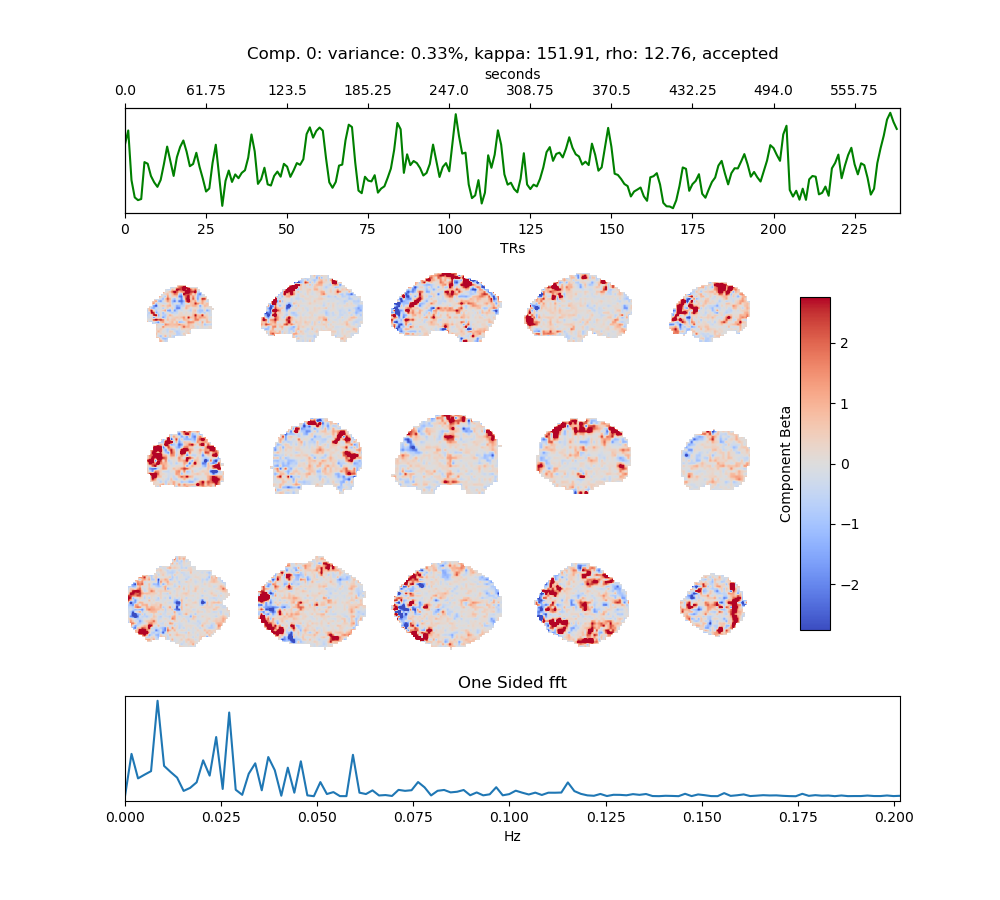 Comp. 0: variance: 0.33%, kappa: 151.91, rho: 12.76, accepted
seconds
0.0 61.75 123.5 185.25 247.0 308.75 370.5 432.25 494.0 555.75
0 25 50 75 100 125 150 175 200 225
TRs
2
1
0
−1
−2
Component Beta
One Sided fft
0.000 0.025 0.050 0.075 0.100 0.125 0.150 0.175 0.200
Hz